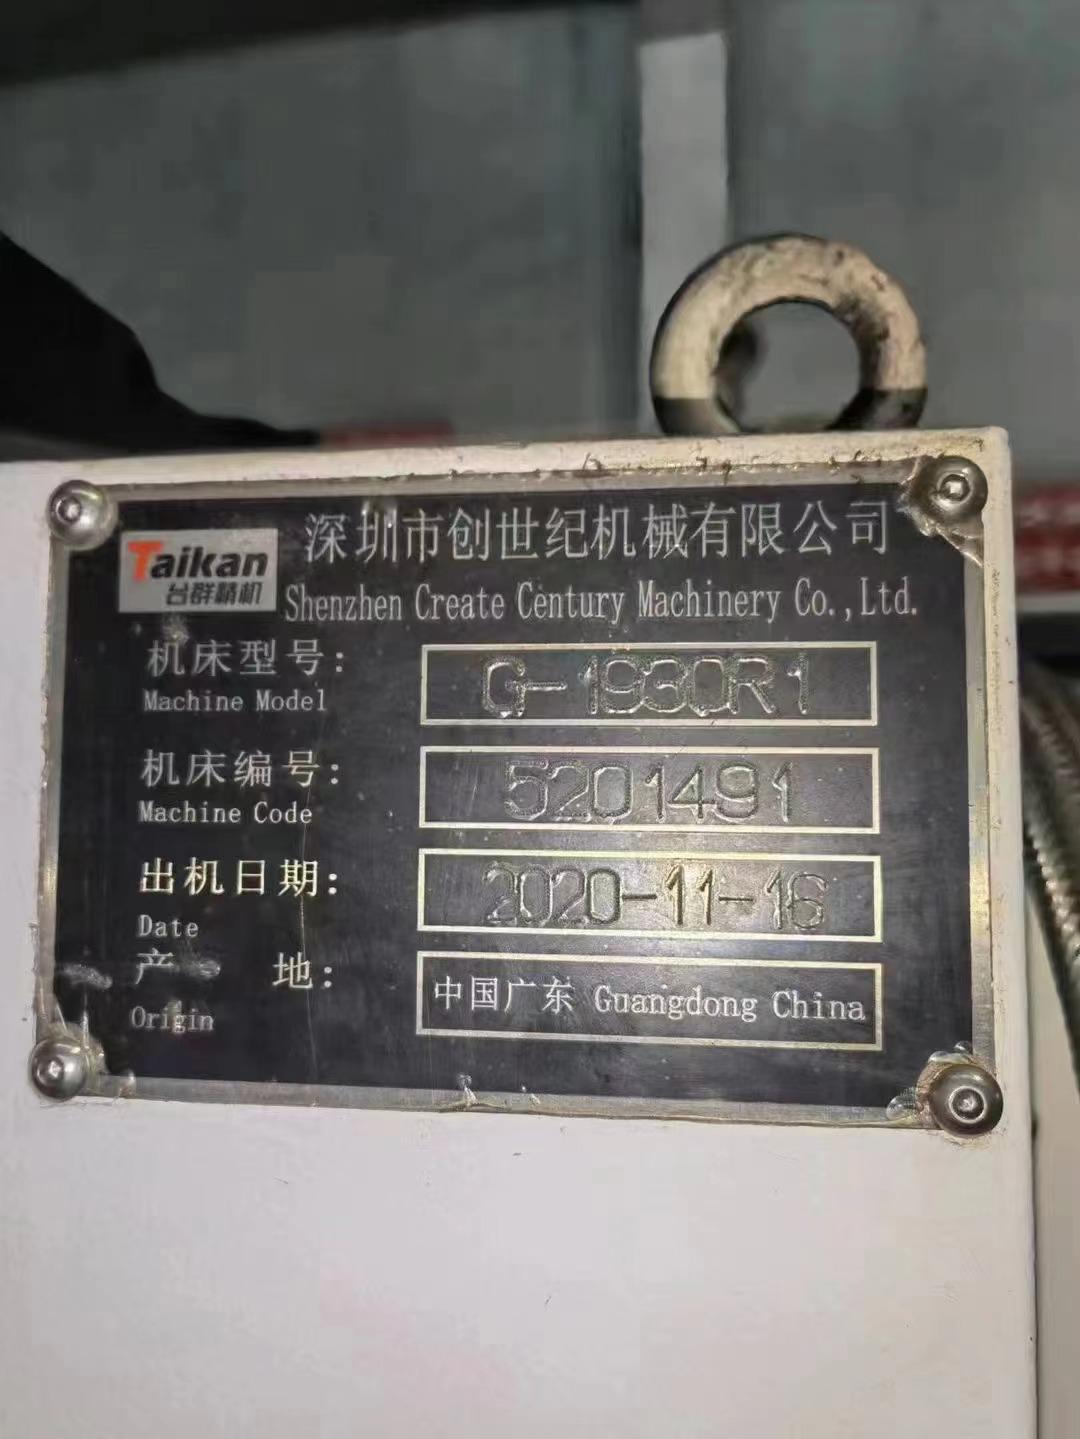 Taikan
台群精机
深圳市创世纪机械有限公司
Shenzhen Create Century Machinery Co.,Ltd.
机床型号: G-1930R1
Machine Model
机床编号: 5201491
Machine Code
出机日期: 2020-11-16
Date
产 地: 中国广东 Guangdong China
Origin